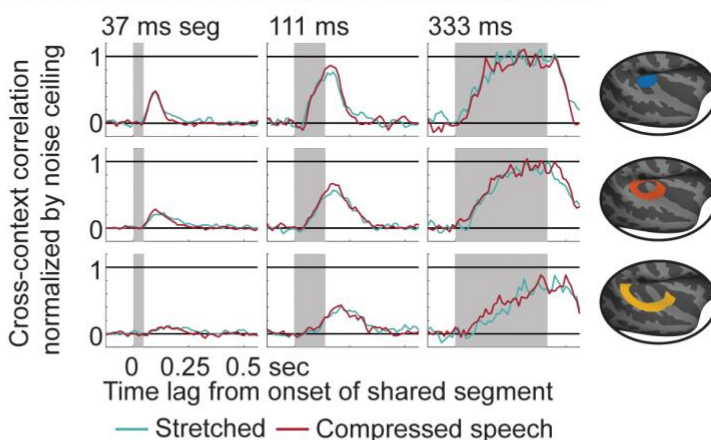 37 ms seg 111 ms 333 ms
Cross-context correlation
normalized by noise ceiling
1
0
1
0
1
0
0 0.25 0.5 sec
Time lag from onset of shared segment
Stretched Compressed speech